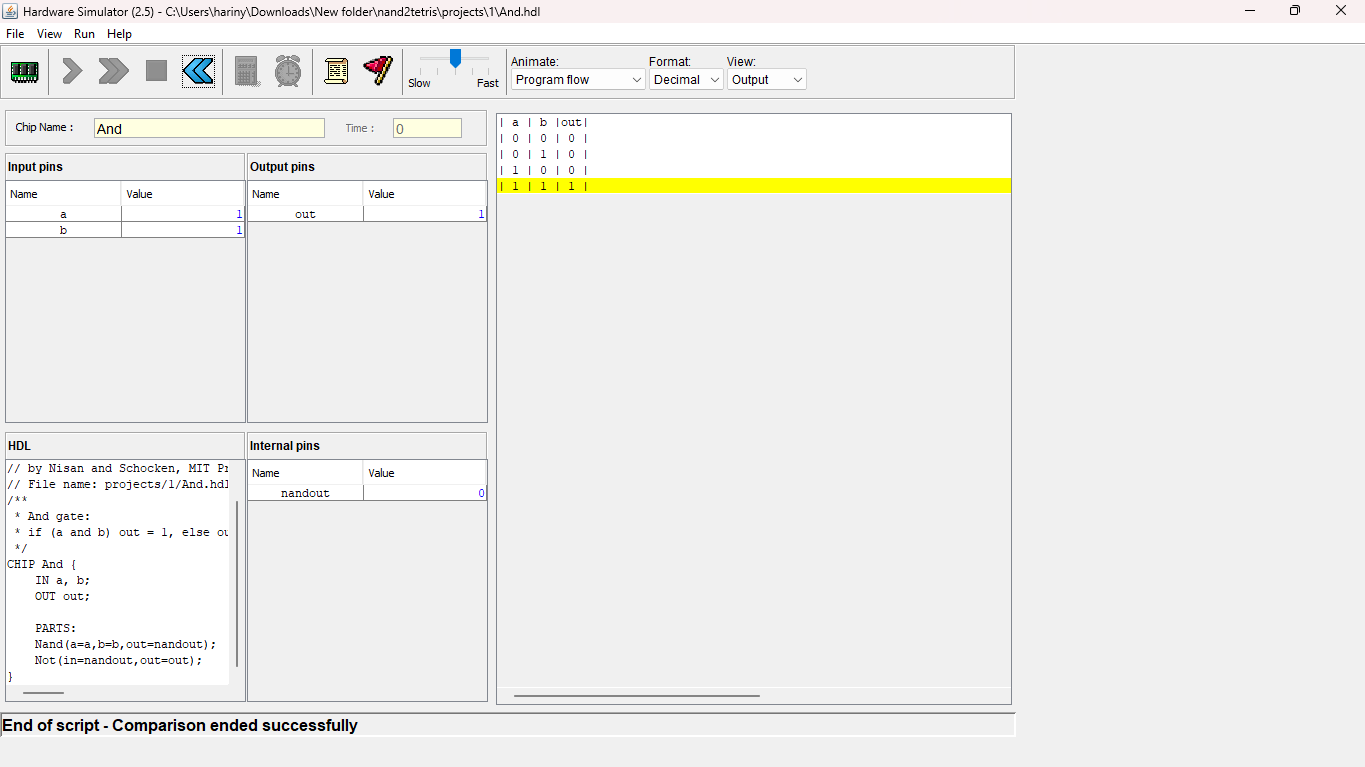 Hardware Simulator (2.5) - C:\Users\hariny\Downloads\New folder\nand2tetris\projects\1\And.hdl
File View Run Help
Slow Fast
Animate: Format: View:
Program flow Decimal Output
Chip Name : And Time : 0
Input pins
Name Value
a 1
b 1
Output pins
Name Value
out 1
HDL
// by Nisan and Schocken, MIT Pr
// File name: projects/1/And.hdl
/**
* And gate:
* if (a and b) out = 1, else ou
*/
CHIP And {
IN a, b;
OUT out;
PARTS:
Nand(a=a,b=b,out=nandout);
Not(in=nandout,out=out);
}
Internal pins
Name Value
nandout 0
| a | b |out|
| 0 | 0 | 0 |
| 0 | 1 | 0 |
| 1 | 0 | 0 |
| 1 | 1 | 1 |
End of script - Comparison ended successfully